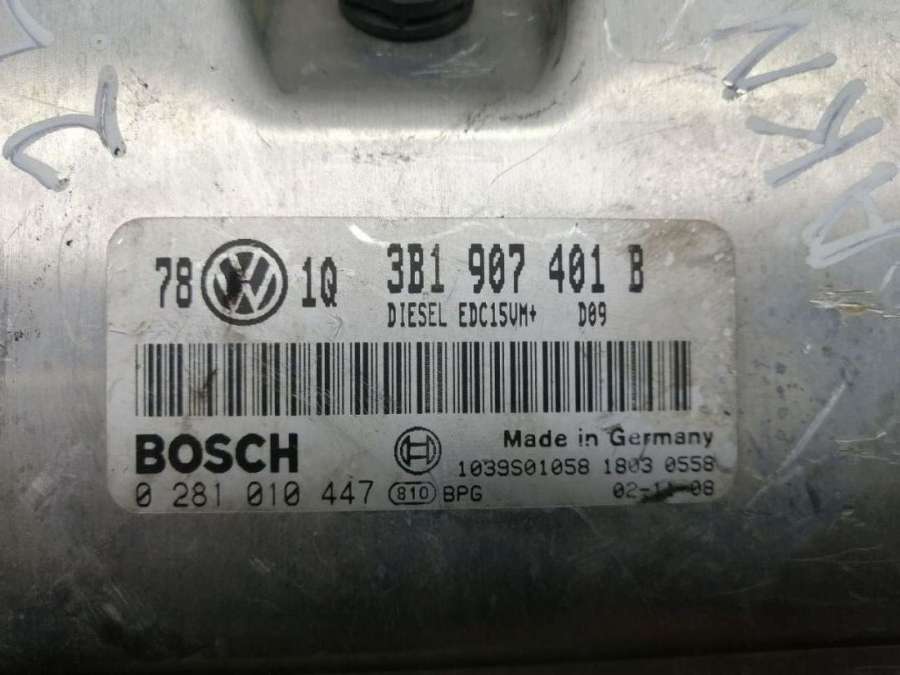 78 1Q 3B1 907 401 B
DIESEL EDC15VM+ D09
BOSCH
Made in Germany
1039S01058 1803 0558
0 281 010 447 810 BPG 02-11-08